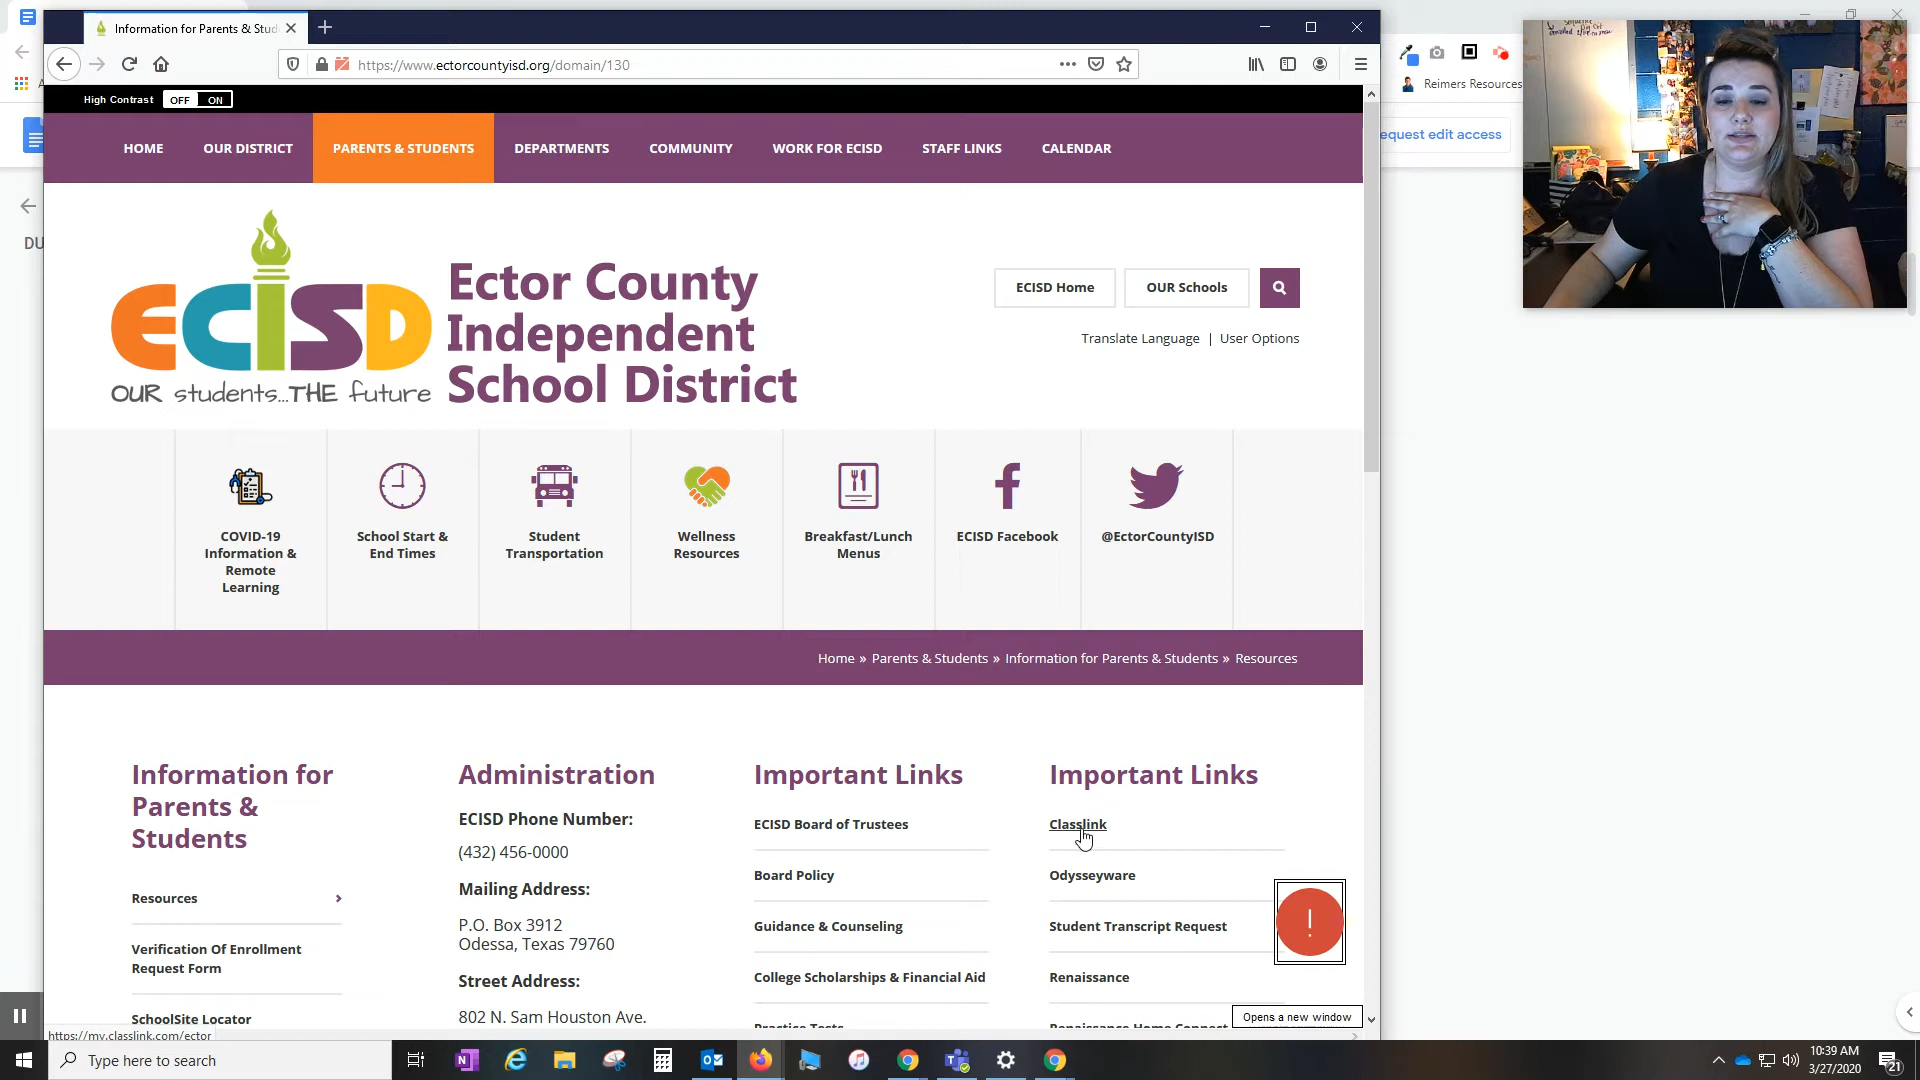 Information for Parents & Stud
https://www.ectorcountyisd.org/domain/130
Reimers Resources
equest edit access
DU
High Contrast OFF ON
HOME OUR DISTRICT PARENTS & STUDENTS DEPARTMENTS COMMUNITY WORK FOR ECISD STAFF LINKS CALENDAR
ECISD
OUR students...THE future
Ector County
Independent
School District
ECISD Home OUR Schools
Translate Language | User Options
COVID-19
Information &
Remote
Learning
School Start &
End Times
Student
Transportation
Wellness
Resources
Breakfast/Lunch
Menus
ECISD Facebook
@EctorCountyISD
Home » Parents & Students » Information for Parents & Students » Resources
Information for
Parents &
Students
Resources
Verification Of Enrollment
Request Form
SchoolSite Locator
Administration
ECISD Phone Number:
(432) 456-0000
Mailing Address:
P.O. Box 3912
Odessa, Texas 79760
Street Address:
802 N. Sam Houston Ave.
Important Links
ECISD Board of Trustees
Board Policy
Guidance & Counseling
College Scholarships & Financial Aid
Practice Tests
Important Links
Classlink
Odysseyware
Student Transcript Request
Renaissance
Renaissance Home Connect
!
Opens a new window
https://my.classlink.com/ector
Type here to search
10:39 AM
3/27/2020
21